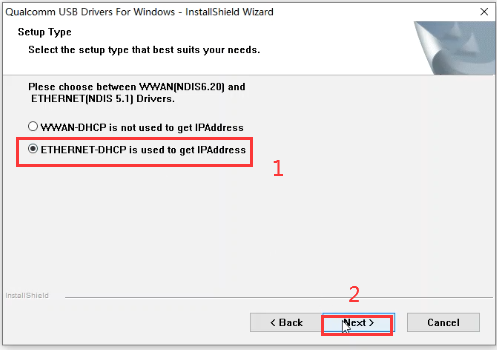 Qualcomm USB Drivers For Windows - InstallShield Wizard
Setup Type
Select the setup type that best suits your needs.
Plese choose between WWAN(NDIS6.20) and
ETHERNET(NDIS 5.1) Drivers.
WWAN-DHCP is not used to get IPAddress
ETHERNET-DHCP is used to get IPAddress
1
2
InstallShield
< Back
Next >
Cancel